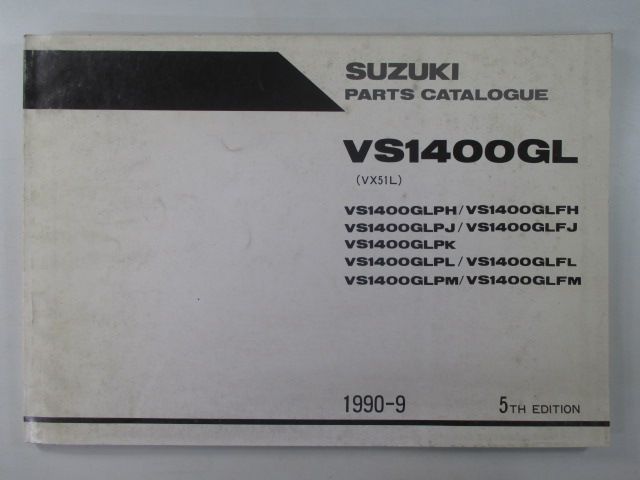 SUZUKI
PARTS CATALOGUE
VS1400GL
(VX51L)
VS1400GLPH/VS1400GLFH
VS1400GLPJ/VS1400GLFJ
VS1400GLPK
VS1400GLPL/VS1400GLFL
VS1400GLPM/VS1400GLFM
1990-9 5TH EDITION